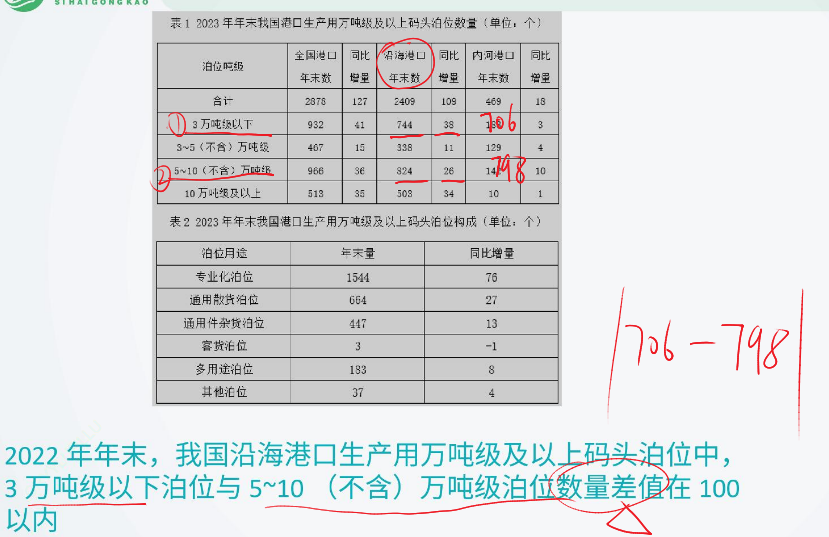 SIHAIGONGKAO
表1 2023年年末我国港口生产用万吨级及以上码头泊位数量（单位：个）
泊位吨级 全国港口年末数 同比增量 沿海港口年末数 同比增量 内河港口年末数 同比增量
合计 2878 127 2409 109 469 18
① 3万吨级以下 932 41 744 38 706 3
3~5（不含）万吨级 467 15 338 11 129 4
② 5~10（不含）万吨级 966 36 824 26 798 10
10万吨级及以上 513 35 503 34 10 1
表2 2023年年末我国港口生产用万吨级及以上码头泊位构成（单位：个）
泊位用途 年末量 同比增量
专业化泊位 1544 76
通用散货泊位 664 27
通用件杂货泊位 447 13
客货泊位 3 -1
多用途泊位 183 8
其他泊位 37 4
|706-798|
2022 年年末，我国沿海港口生产用万吨级及以上码头泊位中，
3 万吨级以下泊位与 5~10 （不含）万吨级泊位数量差值在 100
以内